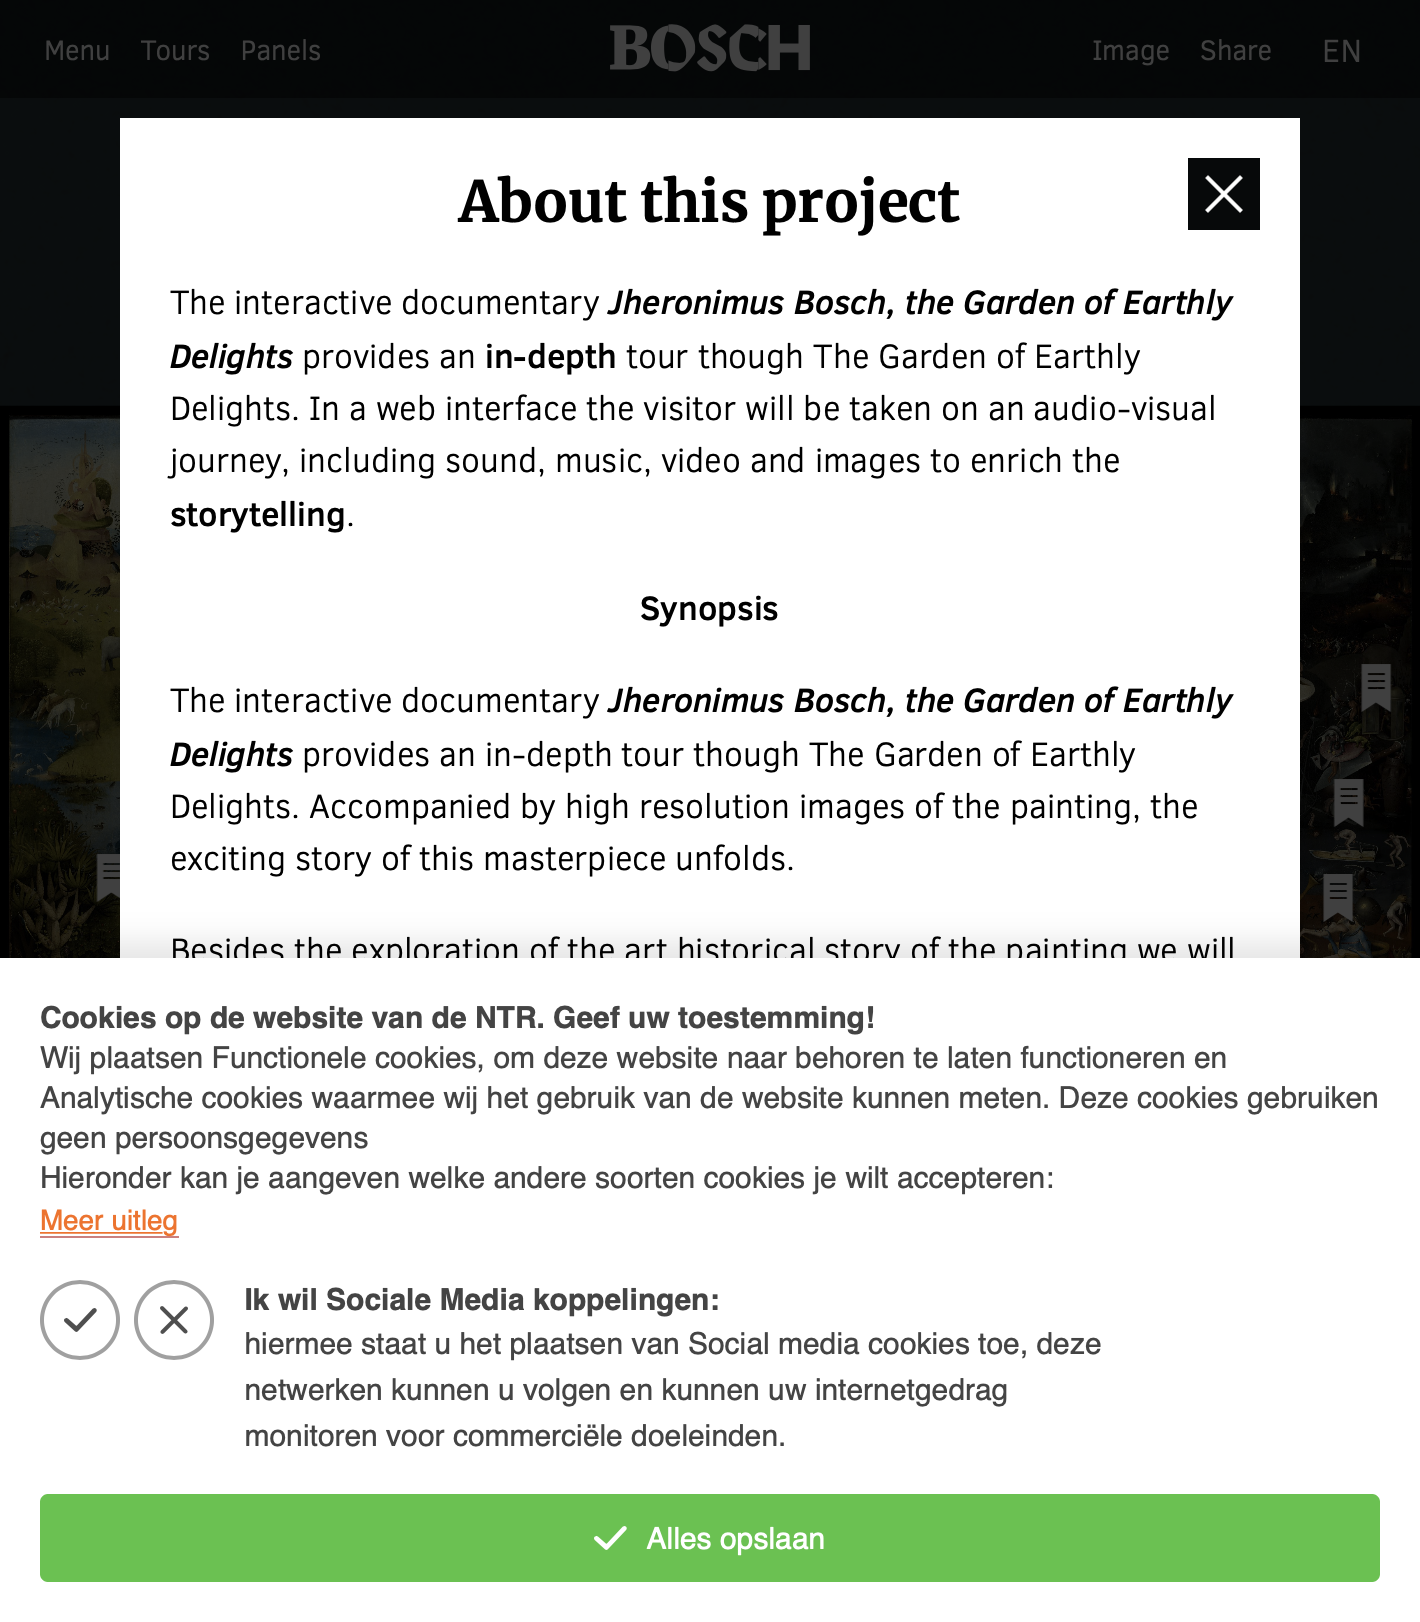 Menu Tours Panels BOSCH Image Share EN
About this project
The interactive documentary Jheronimus Bosch, the Garden of Earthly
Delights provides an in-depth tour though The Garden of Earthly
Delights. In a web interface the visitor will be taken on an audio-visual
journey, including sound, music, video and images to enrich the
storytelling.
Synopsis
The interactive documentary Jheronimus Bosch, the Garden of Earthly
Delights provides an in-depth tour though The Garden of Earthly
Delights. Accompanied by high resolution images of the painting, the
exciting story of this masterpiece unfolds.
Besides the exploration of the art historical story of the painting we will
Cookies op de website van de NTR. Geef uw toestemming!
Wij plaatsen Functionele cookies, om deze website naar behoren te laten functioneren en
Analytische cookies waarmee wij het gebruik van de website kunnen meten. Deze cookies gebruiken
geen persoonsgegevens
Hieronder kan je aangeven welke andere soorten cookies je wilt accepteren:
Meer uitleg
Ik wil Sociale Media koppelingen:
hiermee staat u het plaatsen van Social media cookies toe, deze
netwerken kunnen u volgen en kunnen uw internetgedrag
monitoren voor commerciële doeleinden.
Alles opslaan